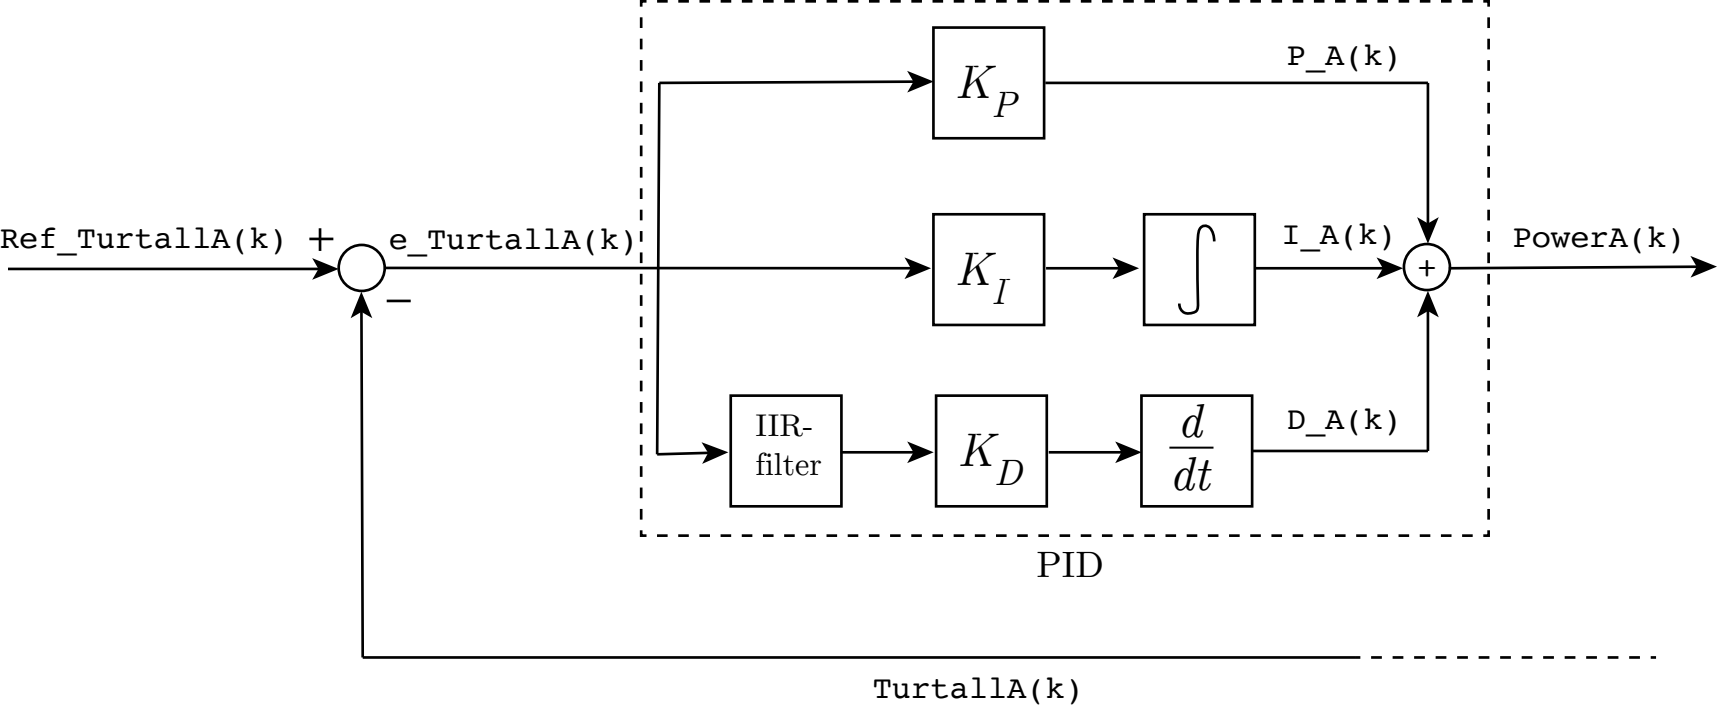 P_A(k)
K_P
Ref_TurtallA(k)
+
e_TurtallA(k)
−
K_I
∫
I_A(k)
+
PowerA(k)
IIR-
filter
K_D
d
dt
D_A(k)
PID
TurtallA(k)